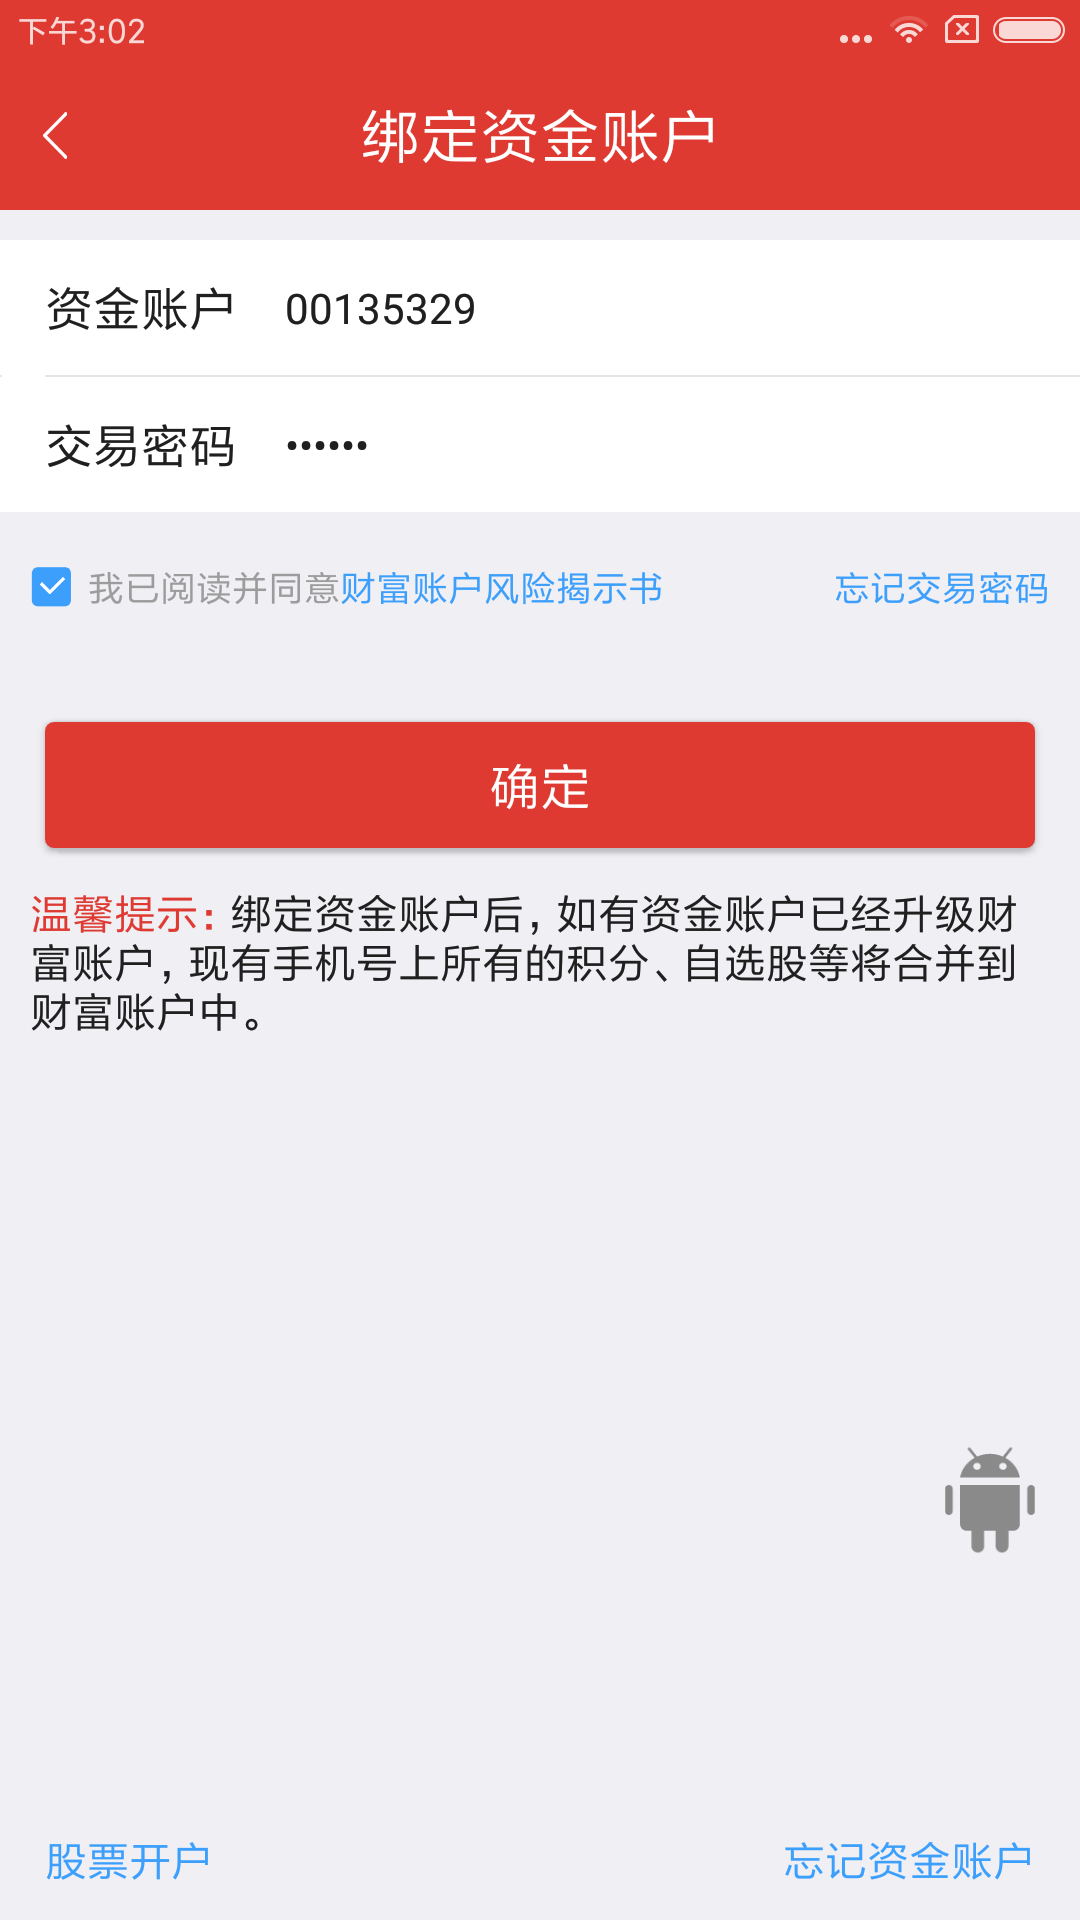 下午3:02
绑定资金账户
资金账户 00135329
交易密码 ••••••
我已阅读并同意财富账户风险揭示书 忘记交易密码
确定
温馨提示：绑定资金账户后，如有资金账户已经升级财
富账户，现有手机号上所有的积分、自选股等将合并到
财富账户中。
股票开户 忘记资金账户